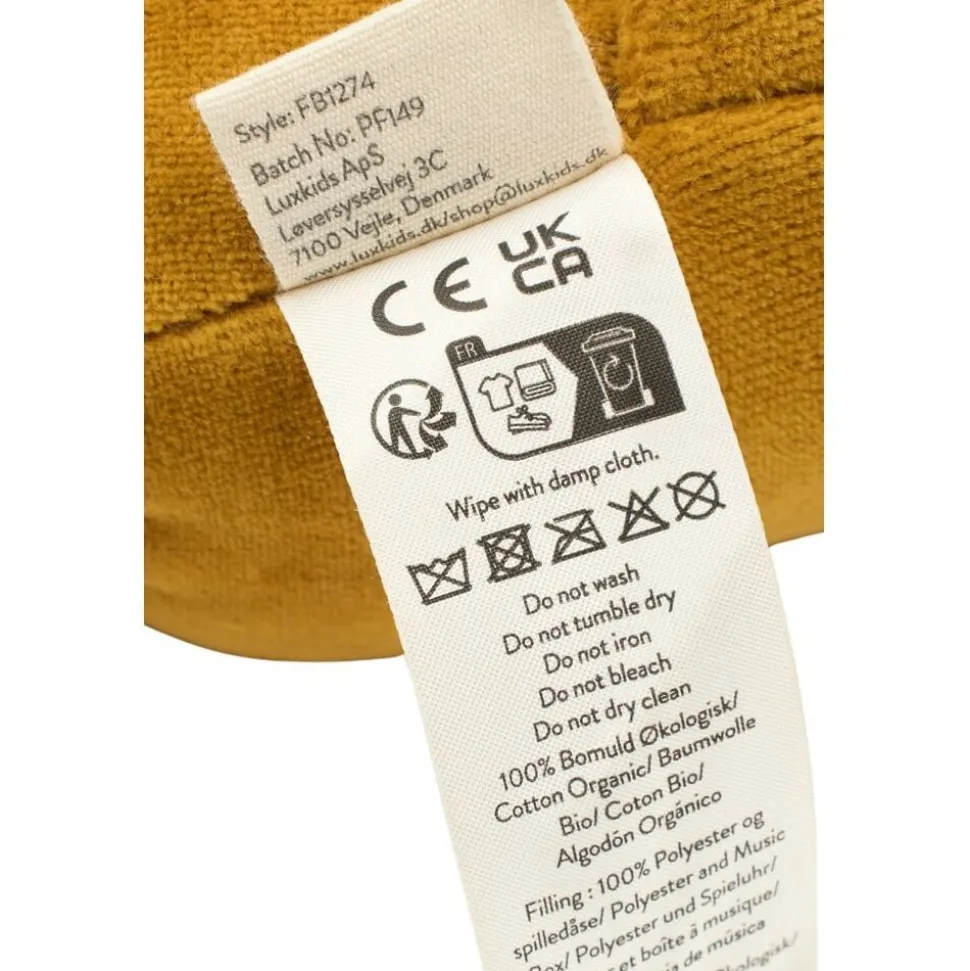 Style: FB1274
Batch No: PF149
Luxkids ApS
Løversysselvej 3C
7100 Vejle, Denmark
www.luxkids.dk/shop@luxkids.dk
CE UK
CA
FR
Wipe with damp cloth.
Do not wash
Do not tumble dry
Do not iron
Do not bleach
Do not dry clean
100% Bomuld Økologisk/
Cotton Organic/ Baumwolle
Bio/ Coton Bio/
Algodón Orgánico
Filling : 100% Polyester og
spilledåse/ Polyester and Music
Box/ Polyester und Spieluhr/
et boîte à musique/
de música